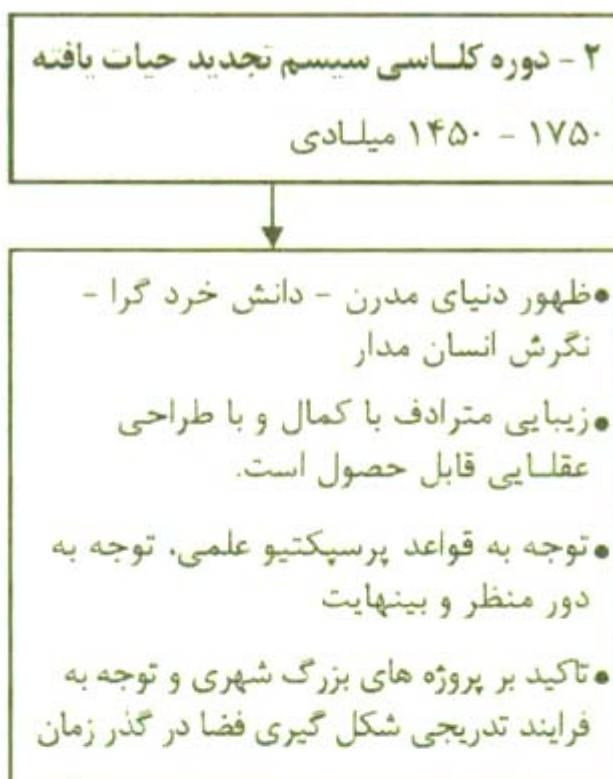 ۲ - دوره کلاسی سیسم تجدید حیات یافته
۱۷۵۰ - ۱۴۵۰ میلادی
•ظهور دنیای مدرن - دانش خرد گرا -
نگرش انسان مدار
•زیبایی مترادف با کمال و با طراحی
عقلایی قابل حصول است.
•توجه به قواعد پرسپکتیو علمی، توجه به
دور منظر و بینهایت
•تاکید بر پروژه های بزرگ شهری و توجه به
فرایند تدریجی شکل گیری فضا در گذر زمان